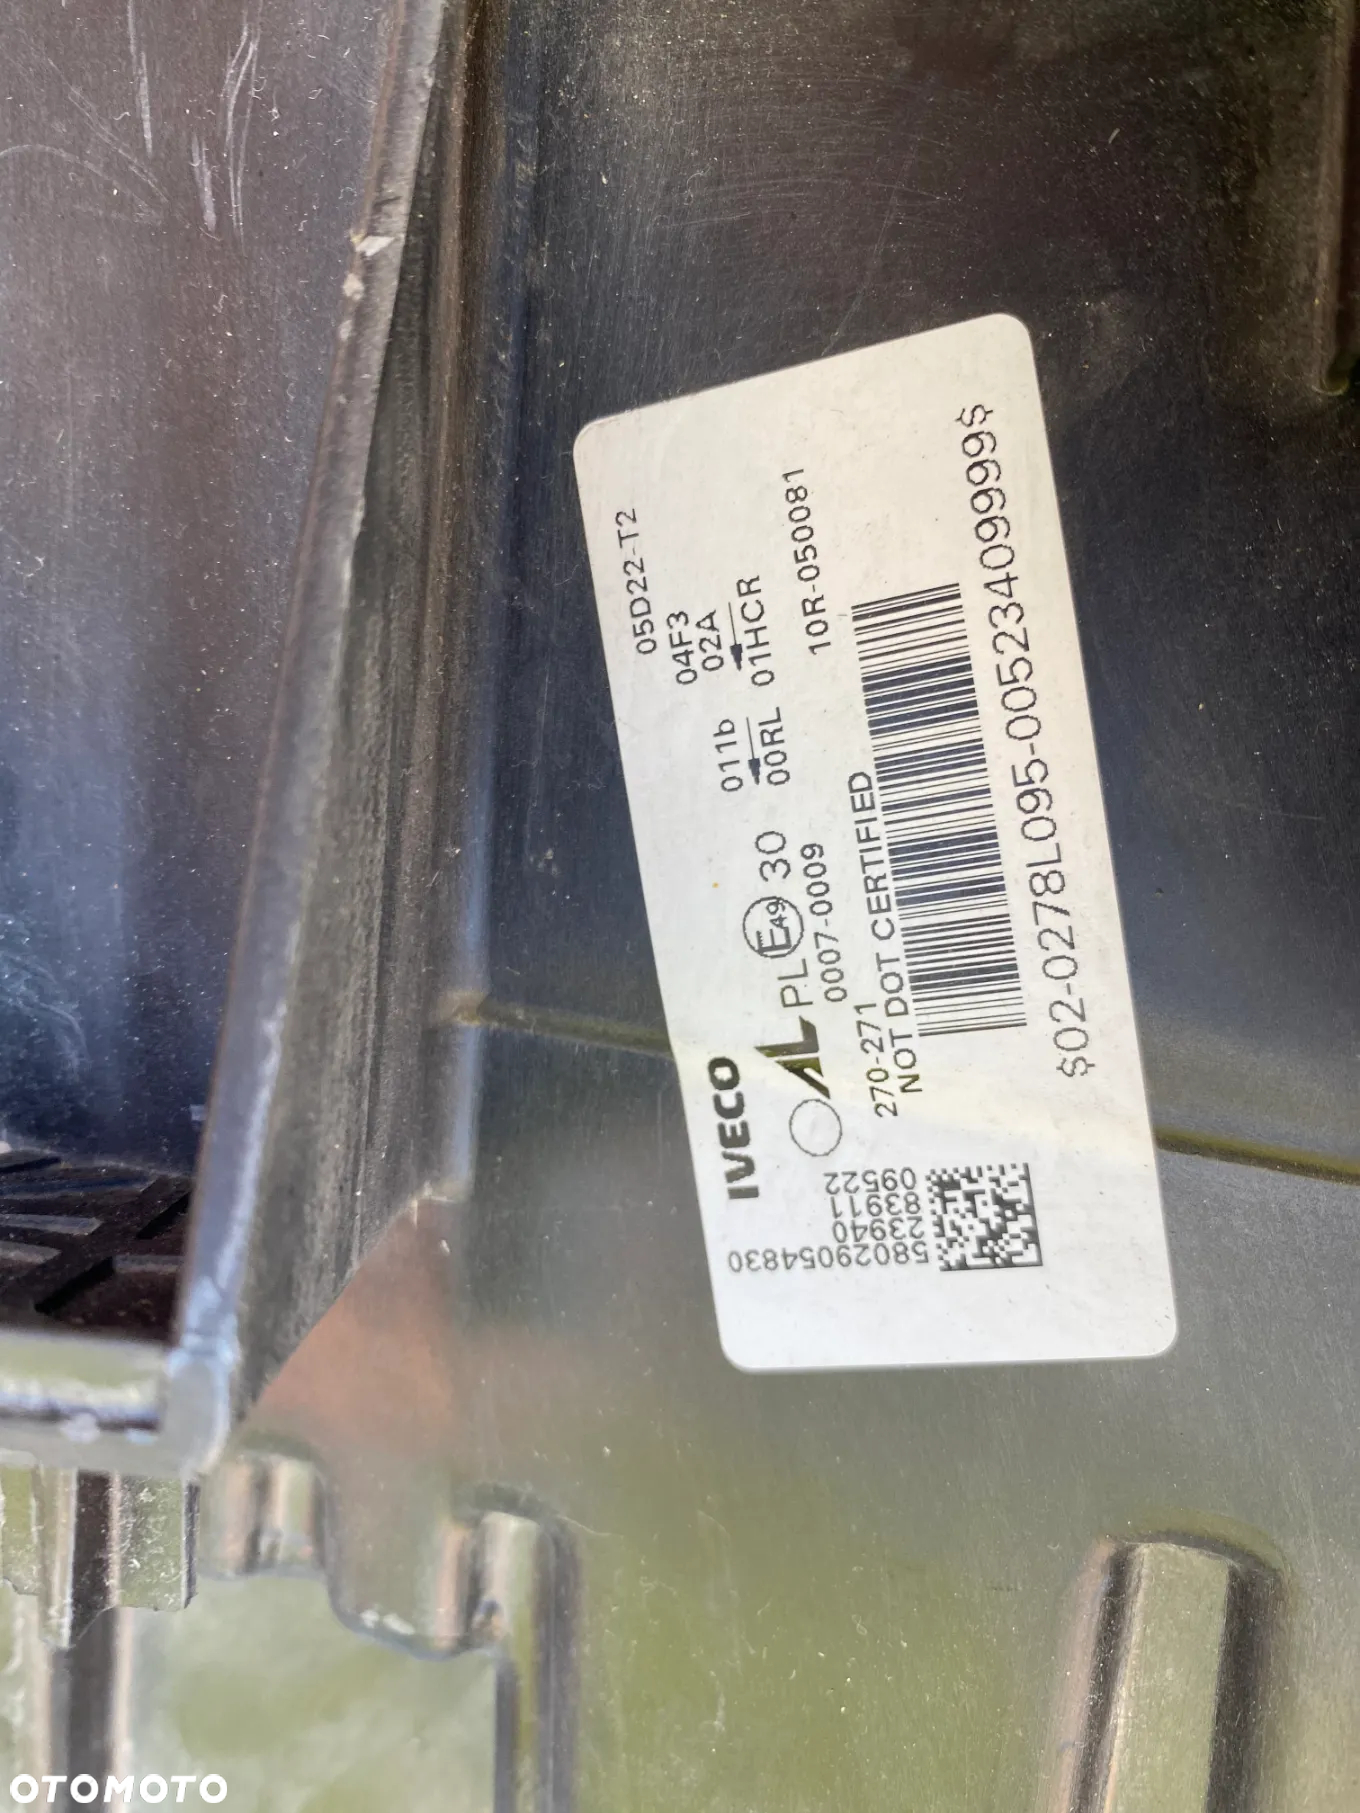 05D22-T2
04F3
02A
011b
00RL 01HCR
IVECO
AL PL E49 30
0007-0009
10R-050081
270-271
NOT DOT CERTIFIED
$02-0278L095-00523409999$
58029054830
23940
83911
09522
OTOMOTO